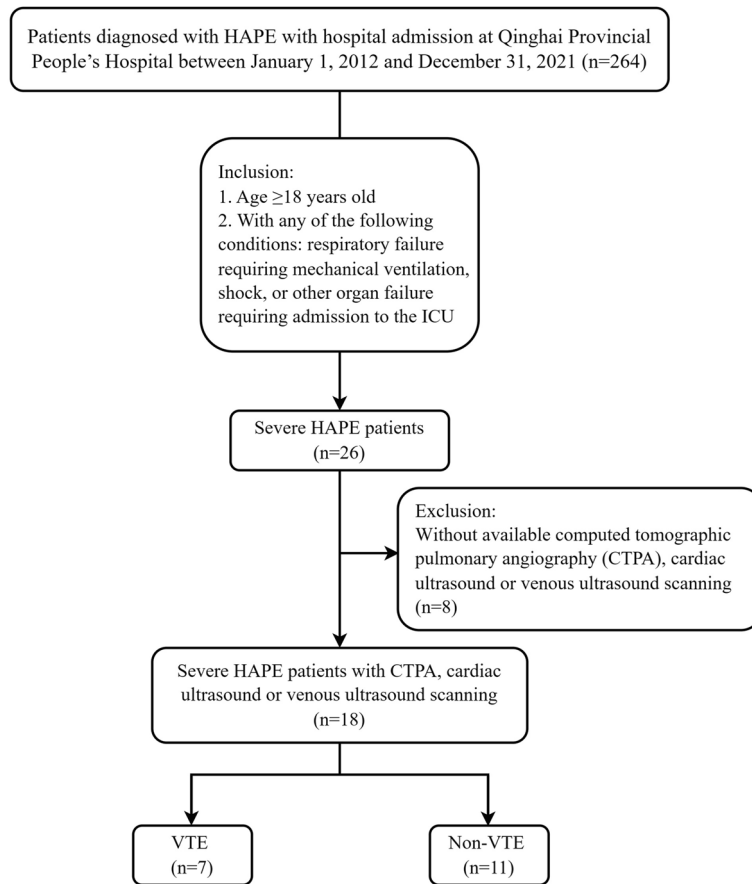 Patients diagnosed with HAPE with hospital admission at Qinghai Provincial
People's Hospital between January 1, 2012 and December 31, 2021 (n=264)
Inclusion:
1. Age ≥18 years old
2. With any of the following
conditions: respiratory failure
requiring mechanical ventilation,
shock, or other organ failure
requiring admission to the ICU
Severe HAPE patients
(n=26)
Exclusion:
Without available computed tomographic
pulmonary angiography (CTPA), cardiac
ultrasound or venous ultrasound scanning
(n=8)
Severe HAPE patients with CTPA, cardiac
ultrasound or venous ultrasound scanning
(n=18)
VTE
(n=7)
Non-VTE
(n=11)